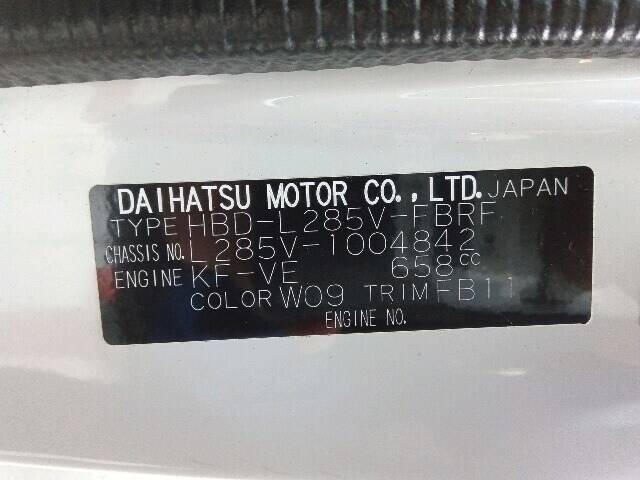 DAIHATSU MOTOR CO., LTD. JAPAN
TYPE HBD-L285V-FBRF
CHASSIS NO. L285V-1004842
ENGINE KF-VE 658cc
COLOR W09 TRIM FB11
ENGINE NO.